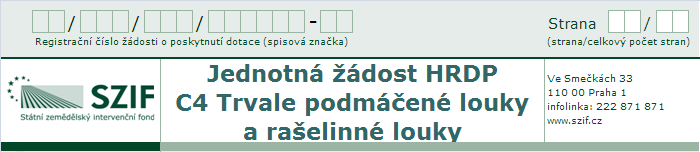 / / / -
Strana /
Registrační číslo žádosti o poskytnutí dotace (spisová značka)
(strana/celkový počet stran)
SZIF
Státní zemědělský intervenční fond
Jednotná žádost HRDP
C4 Trvale podmáčené louky
a rašelinné louky
Ve Smečkách 33
110 00 Praha 1
infolinka: 222 871 871
www.szif.cz